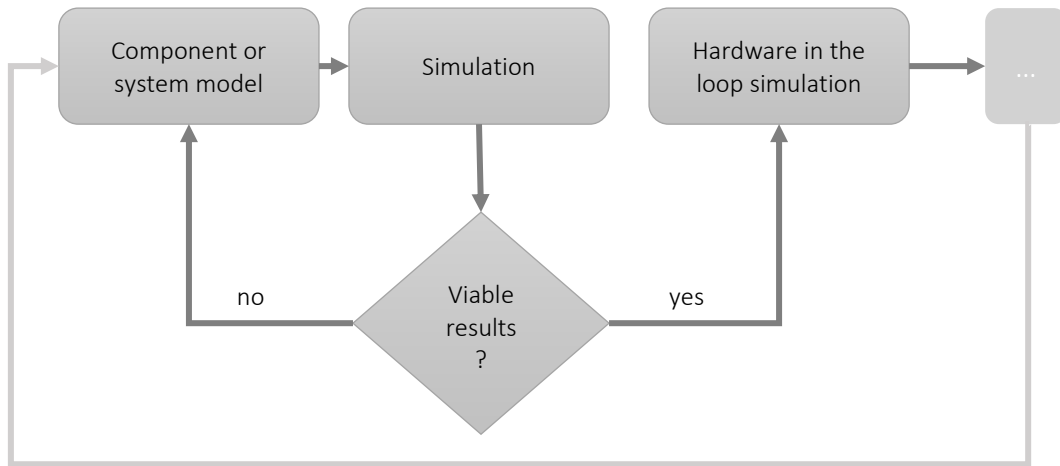 Component or
system model
Simulation
Hardware in the
loop simulation
...
no
Viable
results
?
yes